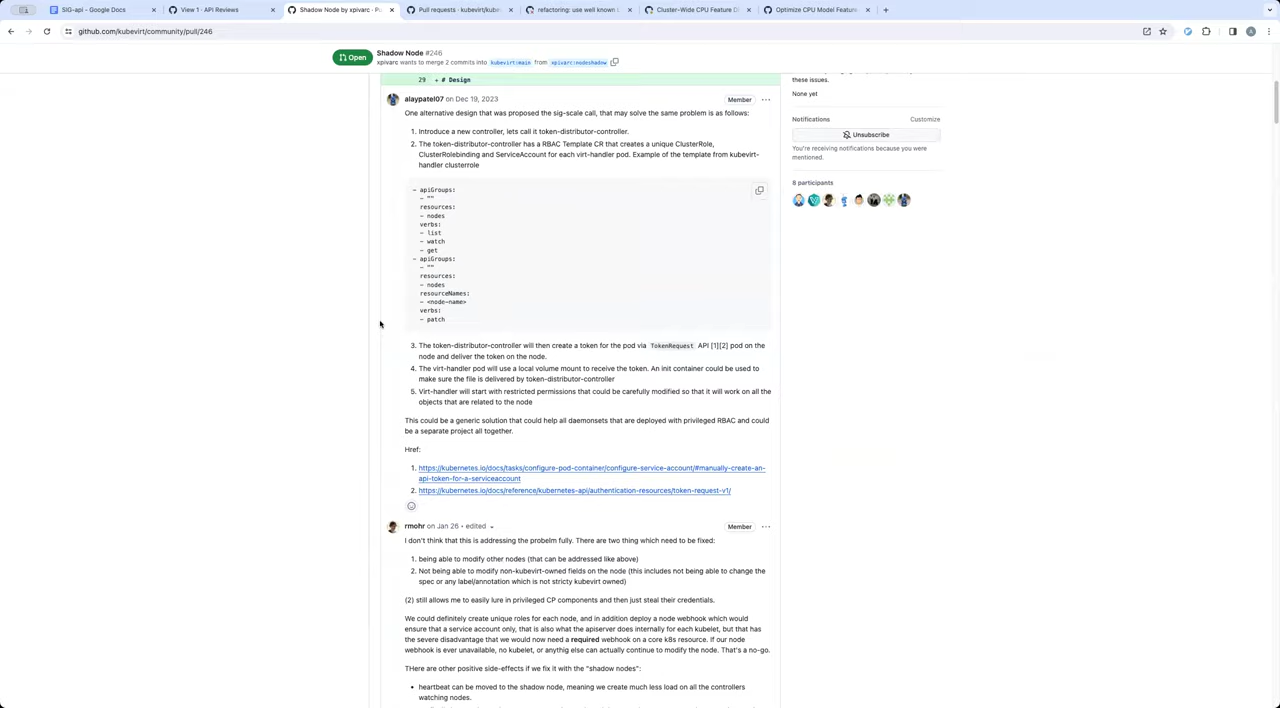 SIG-api - Google Docs
View 1 · API Reviews
Shadow Node by xpivarc · P
Pull requests · kubevirt/kube
refactoring: use well known l
Cluster-Wide CPU Feature D
Optimize CPU Model Feature
github.com/kubevirt/community/pull/246
Open
Shadow Node #246
xpivarc wants to merge 2 commits into kubevirt:main from xpivarc:nodeshadow
29 + # Design
alaypatel07 on Dec 19, 2023
Member
One alternative design that was proposed the sig-scale call, that may solve the same problem is as follows:
1. Introduce a new controller, lets call it token-distributor-controller.
2. The token-distributor-controller has a RBAC Template CR that creates a unique ClusterRole,
ClusterRolebinding and ServiceAccount for each virt-handler pod. Example of the template from kubevirt-
handler clusterrole
- apiGroups:
- ""
resources:
- nodes
verbs:
- list
- watch
- get
- apiGroups:
- ""
resources:
- nodes
resourceNames:
- <node-name>
verbs:
- patch
3. The token-distributor-controller will then create a token for the pod via TokenRequest API [1][2] pod on the
node and deliver the token on the node.
4. The virt-handler pod will use a local volume mount to receive the token. An init container could be used to
make sure the file is delivered by token-distributor-controller
5. Virt-handler will start with restricted permissions that could be carefully modified so that it will work on all the
objects that are related to the node
This could be a generic solution that could help all daemonsets that are deployed with privileged RBAC and could
be a separate project all together.
Href:
1. https://kubernetes.io/docs/tasks/configure-pod-container/configure-service-account/#manually-create-an-
api-token-for-a-serviceaccount
2. https://kubernetes.io/docs/reference/kubernetes-api/authentication-resources/token-request-v1/
rmohr on Jan 26 • edited
Member
I don't think that this is addressing the probelm fully. There are two thing which need to be fixed:
1. being able to modify other nodes (that can be addressed like above)
2. Not being able to modify non-kubevirt-owned fields on the node (this includes not being able to change the
spec or any label/annotation which is not stricty kubevirt owned)
(2) still allows me to easily lure in privileged CP components and then just steal their credentials.
We could definitely create unique roles for each node, and in addition deploy a node webhook which would
ensure that a service account only, that is also what the apiserver does internally for each kubelet, but that has
the severe disadvantage that we would now need a required webhook on a core k8s resource. If our node
webhook is ever unavailable, no kubelet, or anythig else can actually continue to modify the node. That's a no-go.
THere are other positive side-effects if we fix it with the "shadow nodes":
• heartbeat can be moved to the shadow node, meaning we create much less load on all the controllers
watching nodes.
these issues.
None yet
Notifications
Customize
Unsubscribe
You're receiving notifications because you were
mentioned.
8 participants